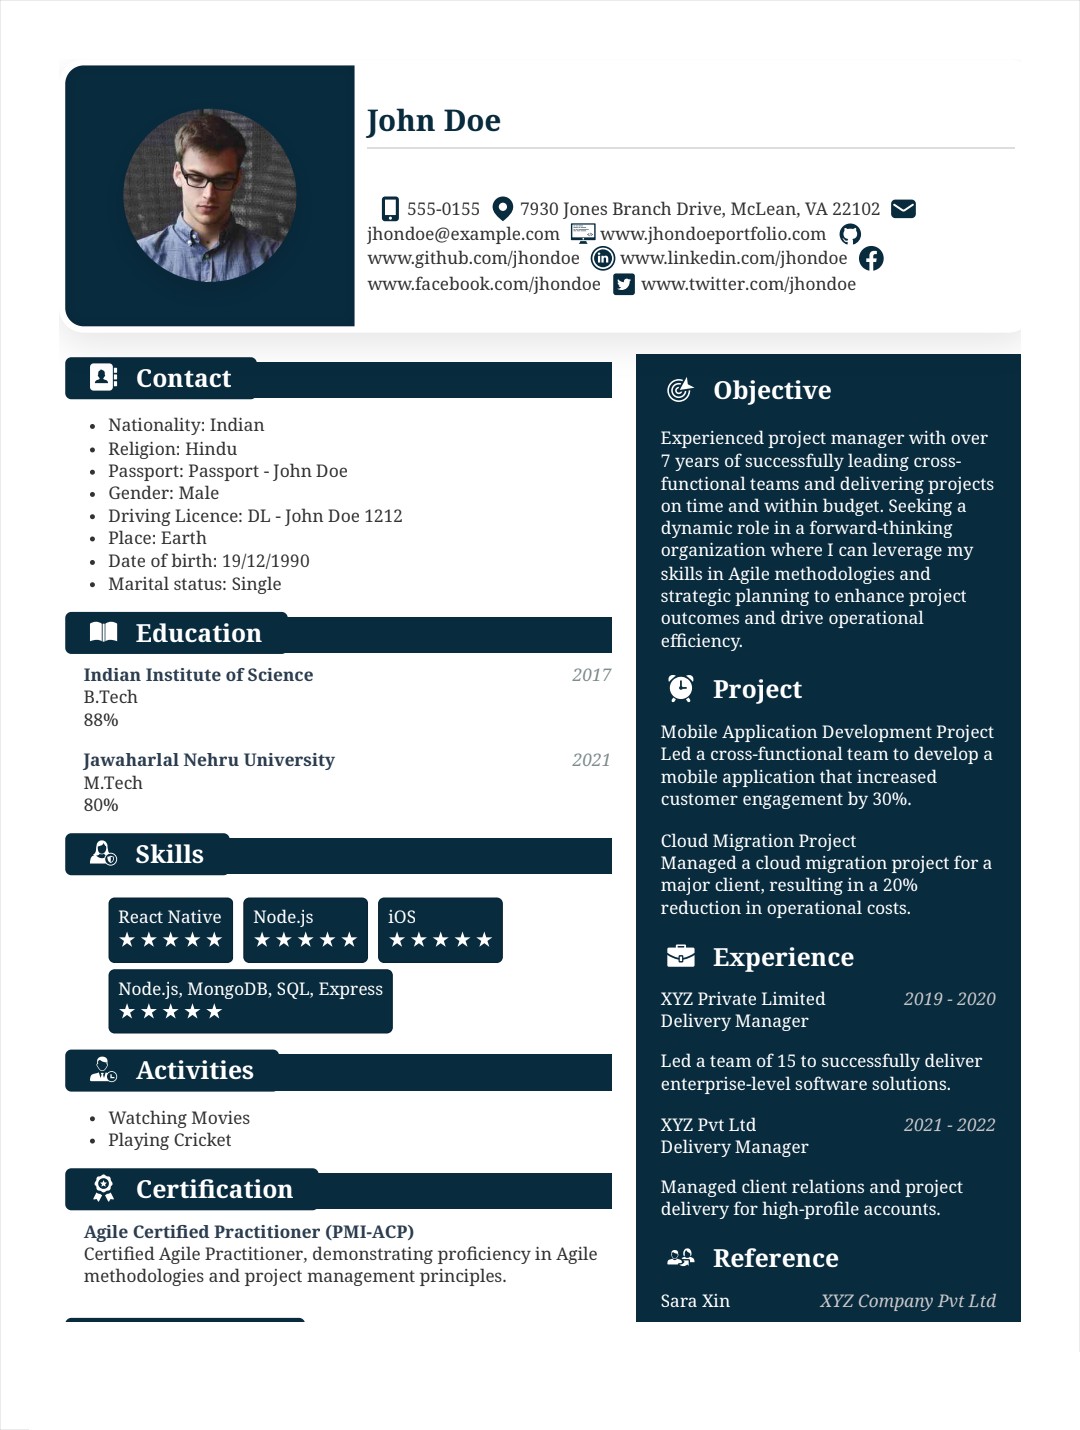 John Doe
555-0155 7930 Jones Branch Drive, McLean, VA 22102
jhondoe@example.com www.jhondoeportfolio.com
www.github.com/jhondoe www.linkedin.com/jhondoe
www.facebook.com/jhondoe www.twitter.com/jhondoe
Contact
• Nationality: Indian
• Religion: Hindu
• Passport: Passport - John Doe
• Gender: Male
• Driving Licence: DL - John Doe 1212
• Place: Earth
• Date of birth: 19/12/1990
• Marital status: Single
Education
Indian Institute of Science 2017
B.Tech
88%
Jawaharlal Nehru University 2021
M.Tech
80%
Skills
React Native Node.js iOS
★★★★★ ★★★★★ ★★★★★
Node.js, MongoDB, SQL, Express
★★★★★
Activities
• Watching Movies
• Playing Cricket
Certification
Agile Certified Practitioner (PMI-ACP)
Certified Agile Practitioner, demonstrating proficiency in Agile
methodologies and project management principles.
Objective
Experienced project manager with over
7 years of successfully leading cross-
functional teams and delivering projects
on time and within budget. Seeking a
dynamic role in a forward-thinking
organization where I can leverage my
skills in Agile methodologies and
strategic planning to enhance project
outcomes and drive operational
efficiency.
Project
Mobile Application Development Project
Led a cross-functional team to develop a
mobile application that increased
customer engagement by 30%.
Cloud Migration Project
Managed a cloud migration project for a
major client, resulting in a 20%
reduction in operational costs.
Experience
XYZ Private Limited 2019 - 2020
Delivery Manager
Led a team of 15 to successfully deliver
enterprise-level software solutions.
XYZ Pvt Ltd 2021 - 2022
Delivery Manager
Managed client relations and project
delivery for high-profile accounts.
Reference
Sara Xin XYZ Company Pvt Ltd